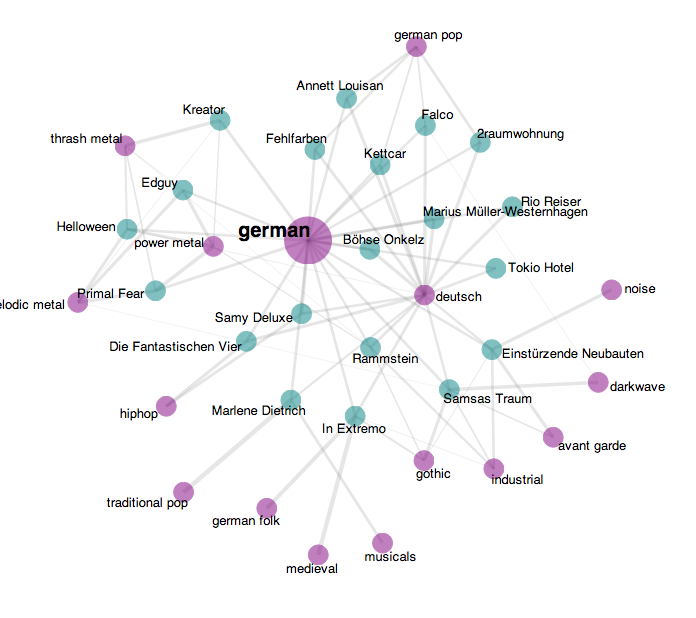 german pop
Annett Louisan
Kreator
Falco
thrash metal
Fehlfarben
2raumwohnung
Kettcar
Edguy
Rio Reiser
Marius Müller-Westernhagen
Helloween
german
power metal
Böhse Onkelz
Tokio Hotel
noise
Primal Fear
deutsch
elodic metal
Samy Deluxe
Die Fantastischen Vier
Einstürzende Neubauten
Rammstein
darkwave
Samsas Traum
hiphop
Marlene Dietrich
In Extremo
avant garde
gothic
industrial
traditional pop
german folk
musicals
medieval